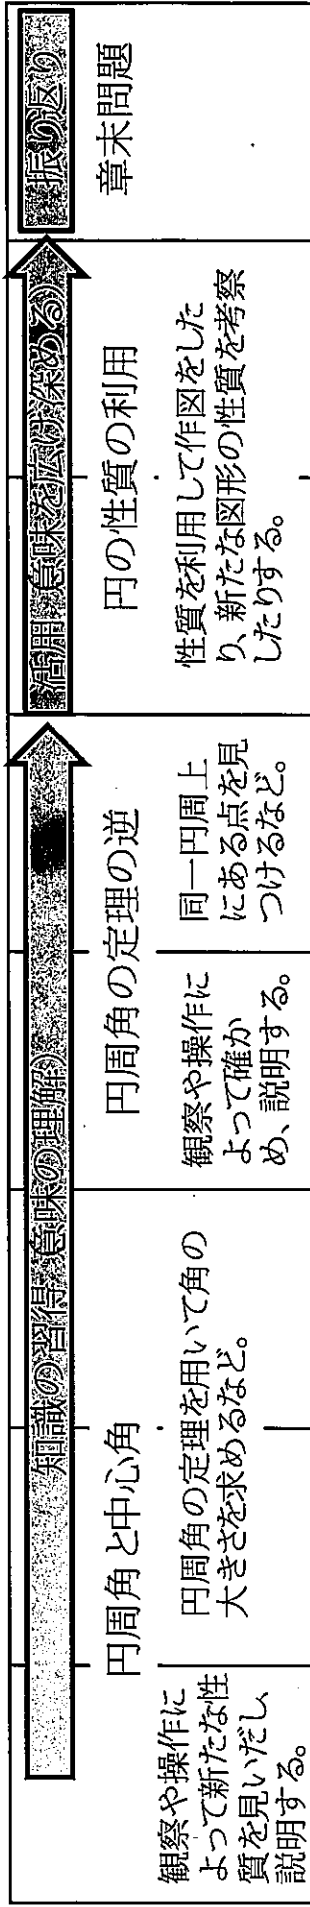 知識の習得(意味の理解)
活用(意味を広げ深める)
振り返り
円周角と中心角
円周角の定理の逆
円の性質の利用
章末問題
観察や操作に
よって新たな性
質を見いだし、
説明する。
円周角の定理を用いて角の
大きさを求めるなど。
観察や操作に
よって確か
め、説明する。
同一円周上
にある点を見
つけるなど。
性質を利用して作図をした
り、新たな図形の性質を考察
したりする。